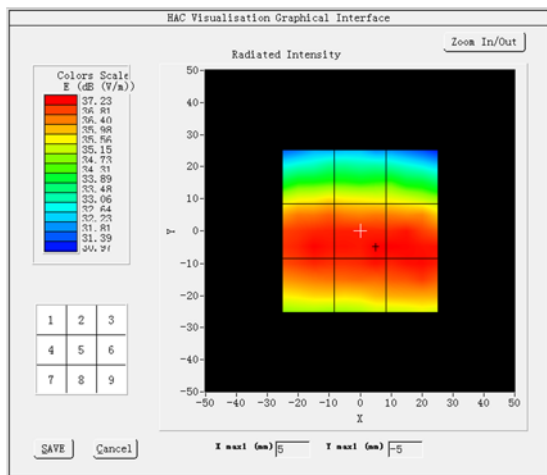 HAC Visualisation Graphical Interface
Zoom In/Out
Radiated Intensity
Colors Scale
E (dB (V/m))
37.23
36.81
36.40
35.98
35.56
35.15
34.73
34.31
33.89
33.48
33.06
32.64
32.23
31.81
31.39
30.97
50
40
30
20
10
0
-10
-20
-30
-40
-50
Y
-50 -40 -30 -20 -10 0 10 20 30 40 50
X
1 2 3
4 5 6
7 8 9
SAVE
Cancel
X max1 (mm) 5
Y max1 (mm) -5